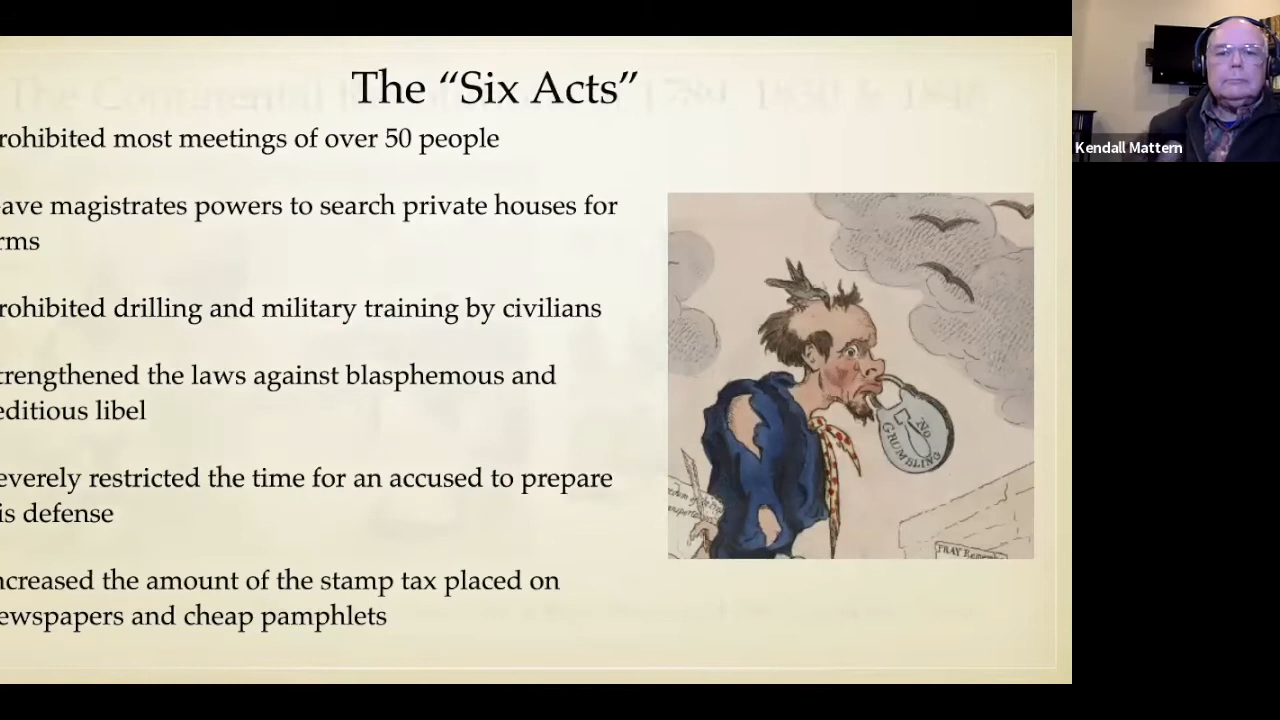 The “Six Acts”
rohibited most meetings of over 50 people
ave magistrates powers to search private houses for
rms
rohibited drilling and military training by civilians
trengthened the laws against blasphemous and
editious libel
everely restricted the time for an accused to prepare
is defense
ncreased the amount of the stamp tax placed on
ewspapers and cheap pamphlets
No
GRUMBLING
PRAY Remember
Kendall Mattern